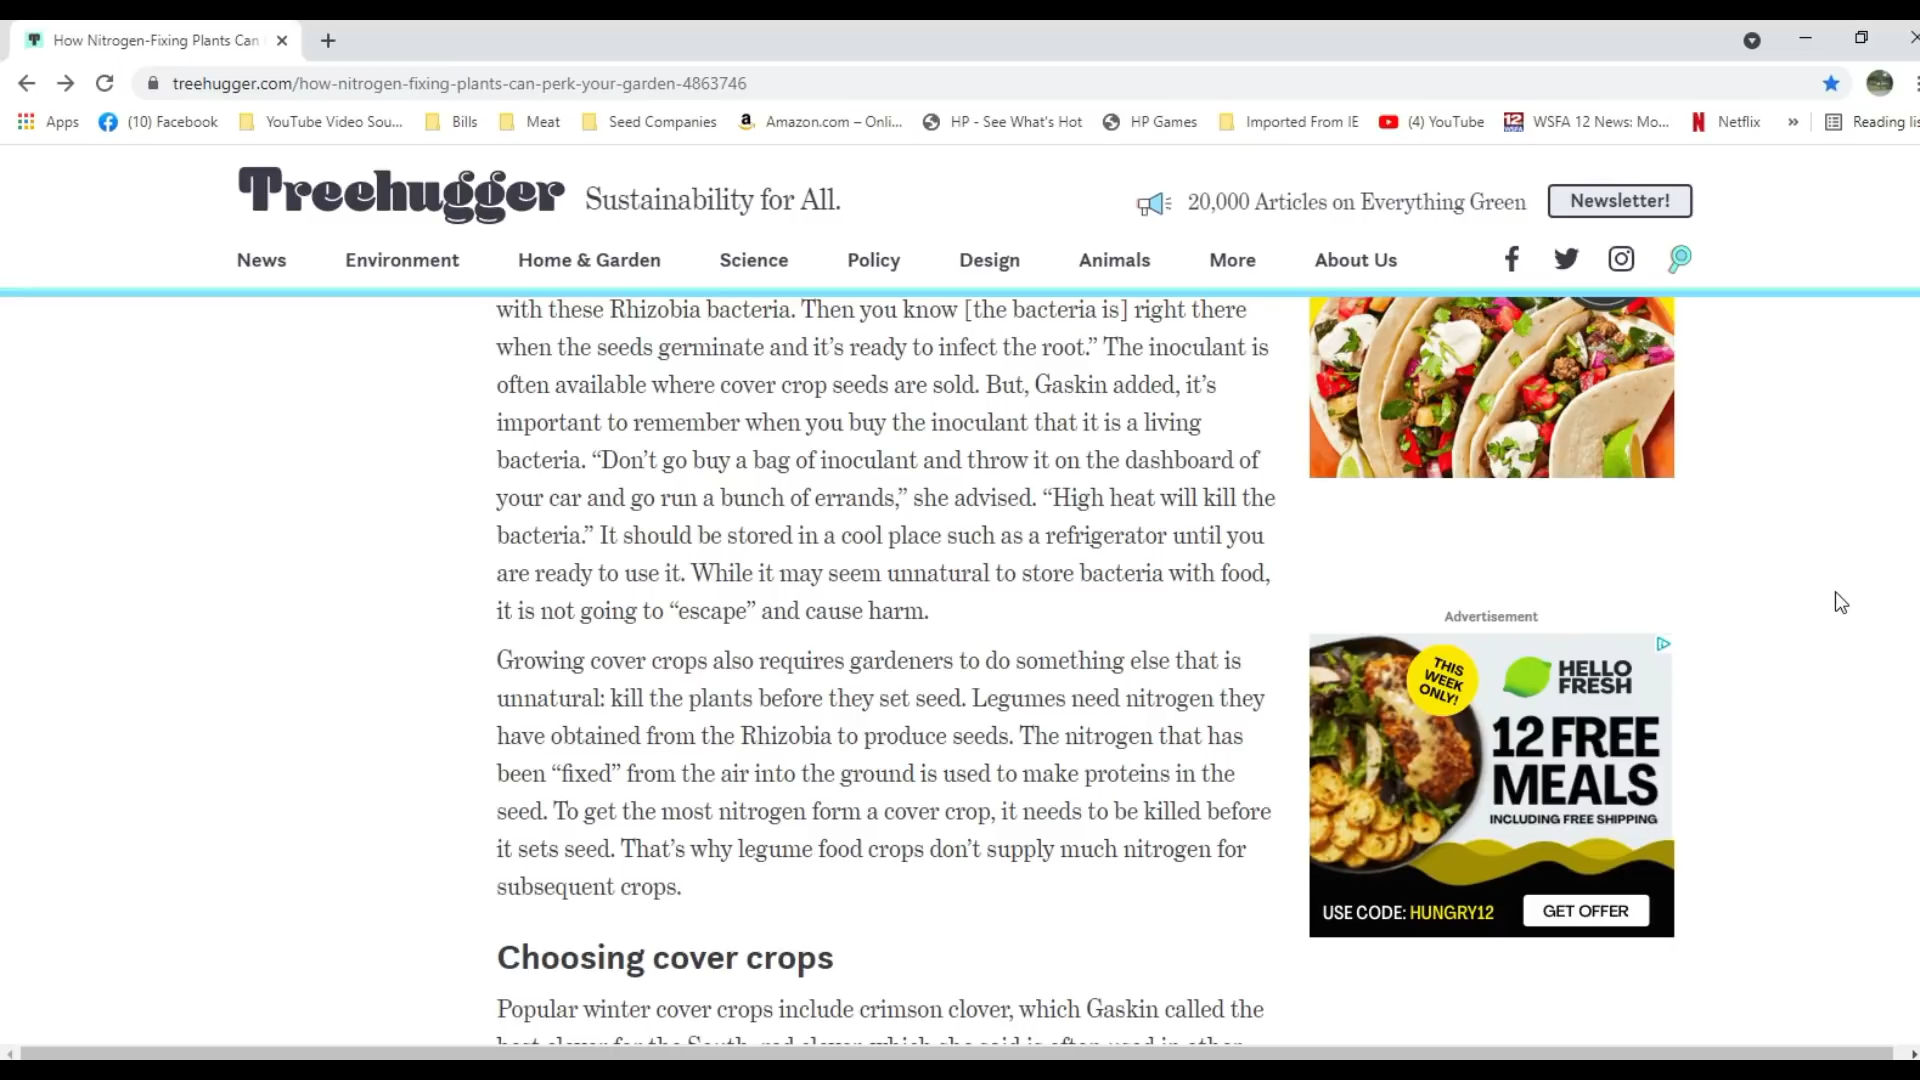 How Nitrogen-Fixing Plants Can
treehugger.com/how-nitrogen-fixing-plants-can-perk-your-garden-4863746
Apps (10) Facebook YouTube Video Sou... Bills Meat Seed Companies Amazon.com – Onli... HP - See What's Hot HP Games Imported From IE (4) YouTube WSFA 12 News: Mo... Netflix » Reading lis
Treehugger Sustainability for All.
20,000 Articles on Everything Green Newsletter!
News Environment Home & Garden Science Policy Design Animals More About Us
with these Rhizobia bacteria. Then you know [the bacteria is] right there
when the seeds germinate and it’s ready to infect the root.” The inoculant is
often available where cover crop seeds are sold. But, Gaskin added, it’s
important to remember when you buy the inoculant that it is a living
bacteria. “Don’t go buy a bag of inoculant and throw it on the dashboard of
your car and go run a bunch of errands,” she advised. “High heat will kill the
bacteria.” It should be stored in a cool place such as a refrigerator until you
are ready to use it. While it may seem unnatural to store bacteria with food,
it is not going to “escape” and cause harm.
Growing cover crops also requires gardeners to do something else that is
unnatural: kill the plants before they set seed. Legumes need nitrogen they
have obtained from the Rhizobia to produce seeds. The nitrogen that has
been “fixed” from the air into the ground is used to make proteins in the
seed. To get the most nitrogen form a cover crop, it needs to be killed before
it sets seed. That’s why legume food crops don’t supply much nitrogen for
subsequent crops.
Choosing cover crops
Popular winter cover crops include crimson clover, which Gaskin called the
best clover for the South, red clover, which she said is often used in other
Advertisement
THIS
WEEK
ONLY!
HELLO
FRESH
12 FREE
MEALS
INCLUDING FREE SHIPPING
USE CODE: HUNGRY12
GET OFFER